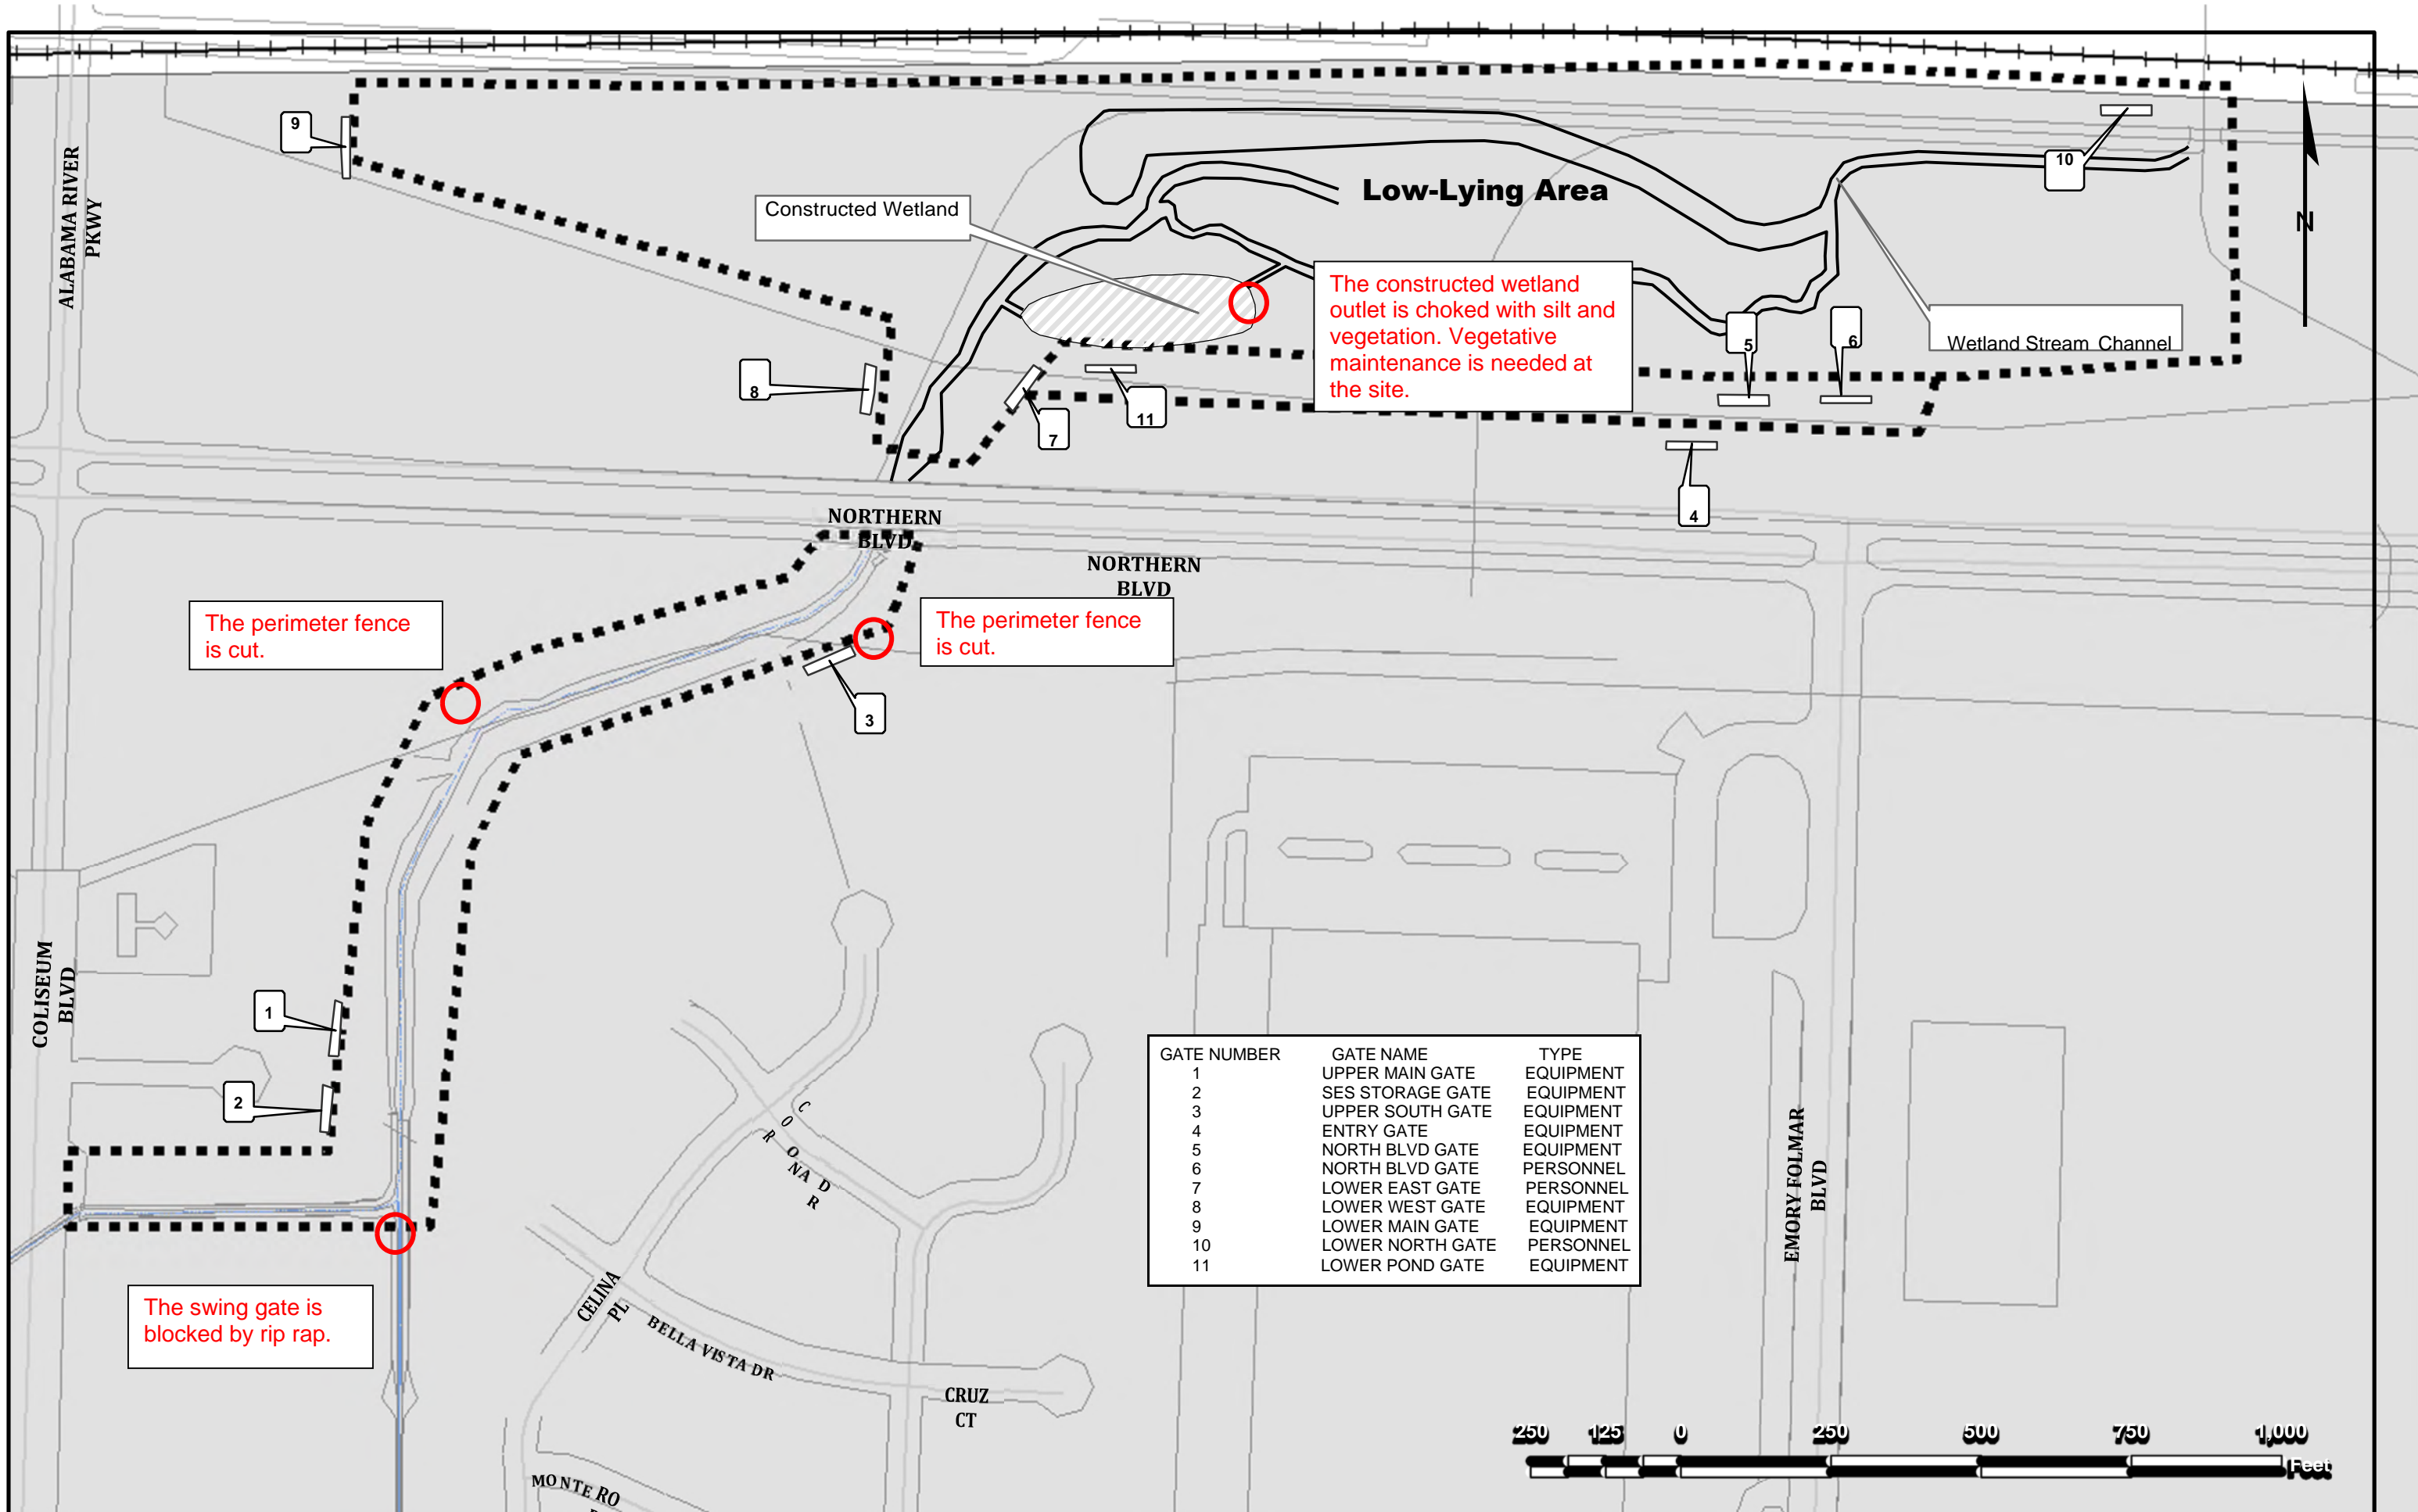 9
ALABAMA RIVER
PKWY
Constructed Wetland
Low-Lying Area
10
N
The constructed wetland
outlet is choked with silt and
vegetation. Vegetative
maintenance is needed at
the site.
5
6
Wetland Stream Channel
8
7
11
4
NORTHERN
BLVD
NORTHERN
BLVD
The perimeter fence
is cut.
The perimeter fence
is cut.
3
COLISEUM
BLVD
1
2
CORONA DR
GATE NUMBER GATE NAME TYPE
1 UPPER MAIN GATE EQUIPMENT
2 SES STORAGE GATE EQUIPMENT
3 UPPER SOUTH GATE EQUIPMENT
4 ENTRY GATE EQUIPMENT
5 NORTH BLVD GATE EQUIPMENT
6 NORTH BLVD GATE PERSONNEL
7 LOWER EAST GATE PERSONNEL
8 LOWER WEST GATE EQUIPMENT
9 LOWER MAIN GATE EQUIPMENT
10 LOWER NORTH GATE PERSONNEL
11 LOWER POND GATE EQUIPMENT
EMORY FOLMAR
BLVD
The swing gate is
blocked by rip rap.
CELINA
PL
BELLA VISTA DR
CRUZ
CT
MONTE RO
250 125 0 250 500 750 1,000
Feet